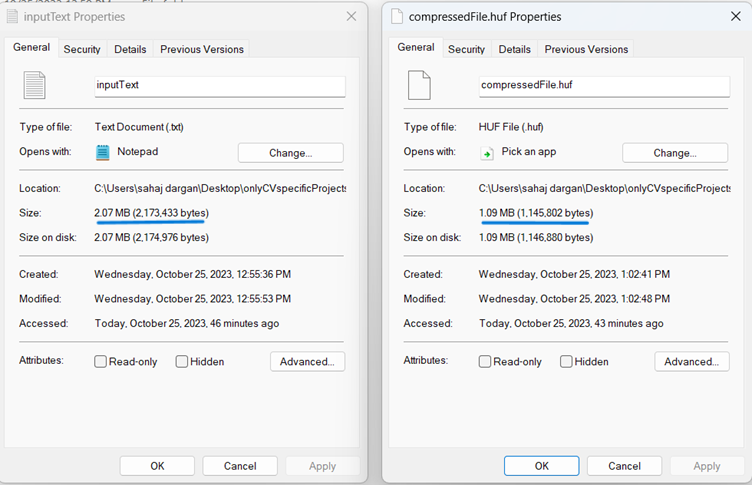 inputText Properties
General Security Details Previous Versions
inputText
Type of file: Text Document (.txt)
Opens with: Notepad Change...
Location: C:\Users\sahaj dargan\Desktop\onlyCVspecificProjects
Size: 2.07 MB (2,173,433 bytes)
Size on disk: 2.07 MB (2,174,976 bytes)
Created: Wednesday, October 25, 2023, 12:55:36 PM
Modified: Wednesday, October 25, 2023, 12:55:53 PM
Accessed: Today, October 25, 2023, 46 minutes ago
Attributes: Read-only Hidden Advanced...
OK Cancel Apply
compressedFile.huf Properties
General Security Details Previous Versions
compressedFile.huf
Type of file: HUF File (.huf)
Opens with: Pick an app Change...
Location: C:\Users\sahaj dargan\Desktop\onlyCVspecificProjects
Size: 1.09 MB (1,145,802 bytes)
Size on disk: 1.09 MB (1,146,880 bytes)
Created: Wednesday, October 25, 2023, 1:02:41 PM
Modified: Wednesday, October 25, 2023, 1:02:48 PM
Accessed: Today, October 25, 2023, 43 minutes ago
Attributes: Read-only Hidden Advanced...
OK Cancel Apply